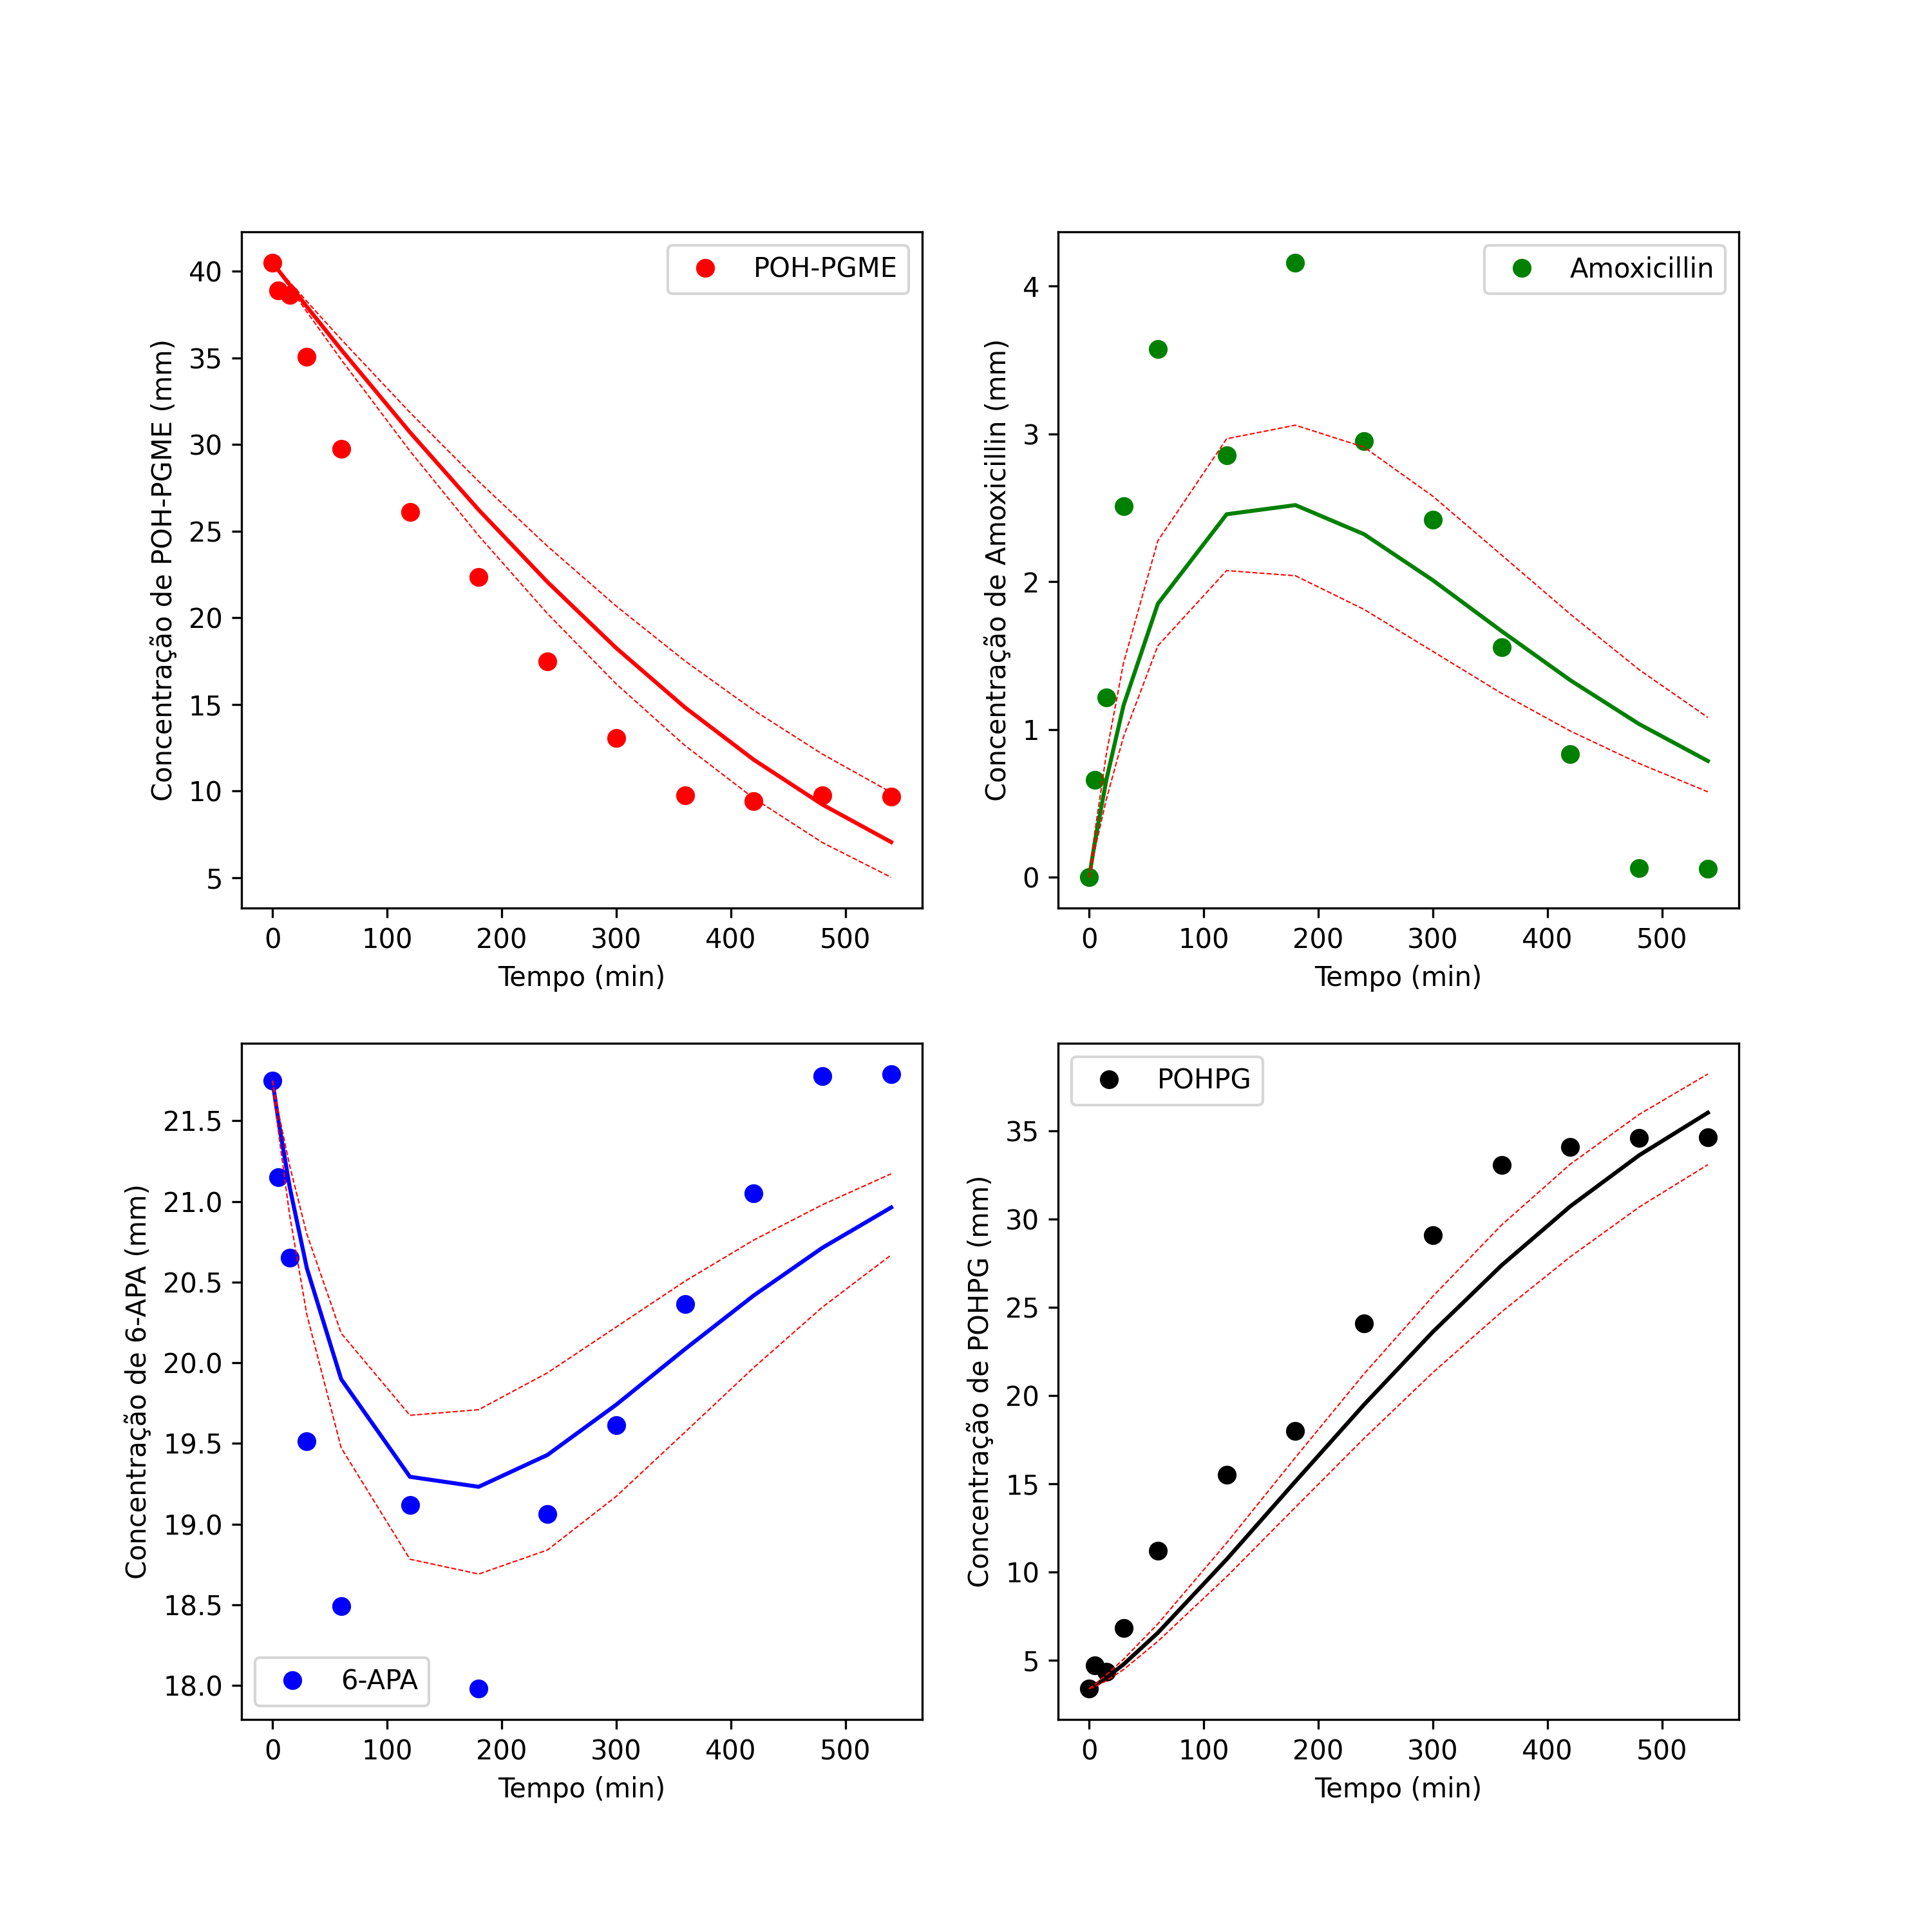 POH-PGME
40
35
30
25
20
15
10
5
Concentração de POH-PGME (mm)
0 100 200 300 400 500
Tempo (min)
Amoxicillin
4
3
2
1
0
Concentração de Amoxicillin (mm)
0 100 200 300 400 500
Tempo (min)
21.5
21.0
20.5
20.0
19.5
19.0
18.5
18.0
Concentração de 6-APA (mm)
6-APA
0 100 200 300 400 500
Tempo (min)
POHPG
35
30
25
20
15
10
5
Concentração de POHPG (mm)
0 100 200 300 400 500
Tempo (min)